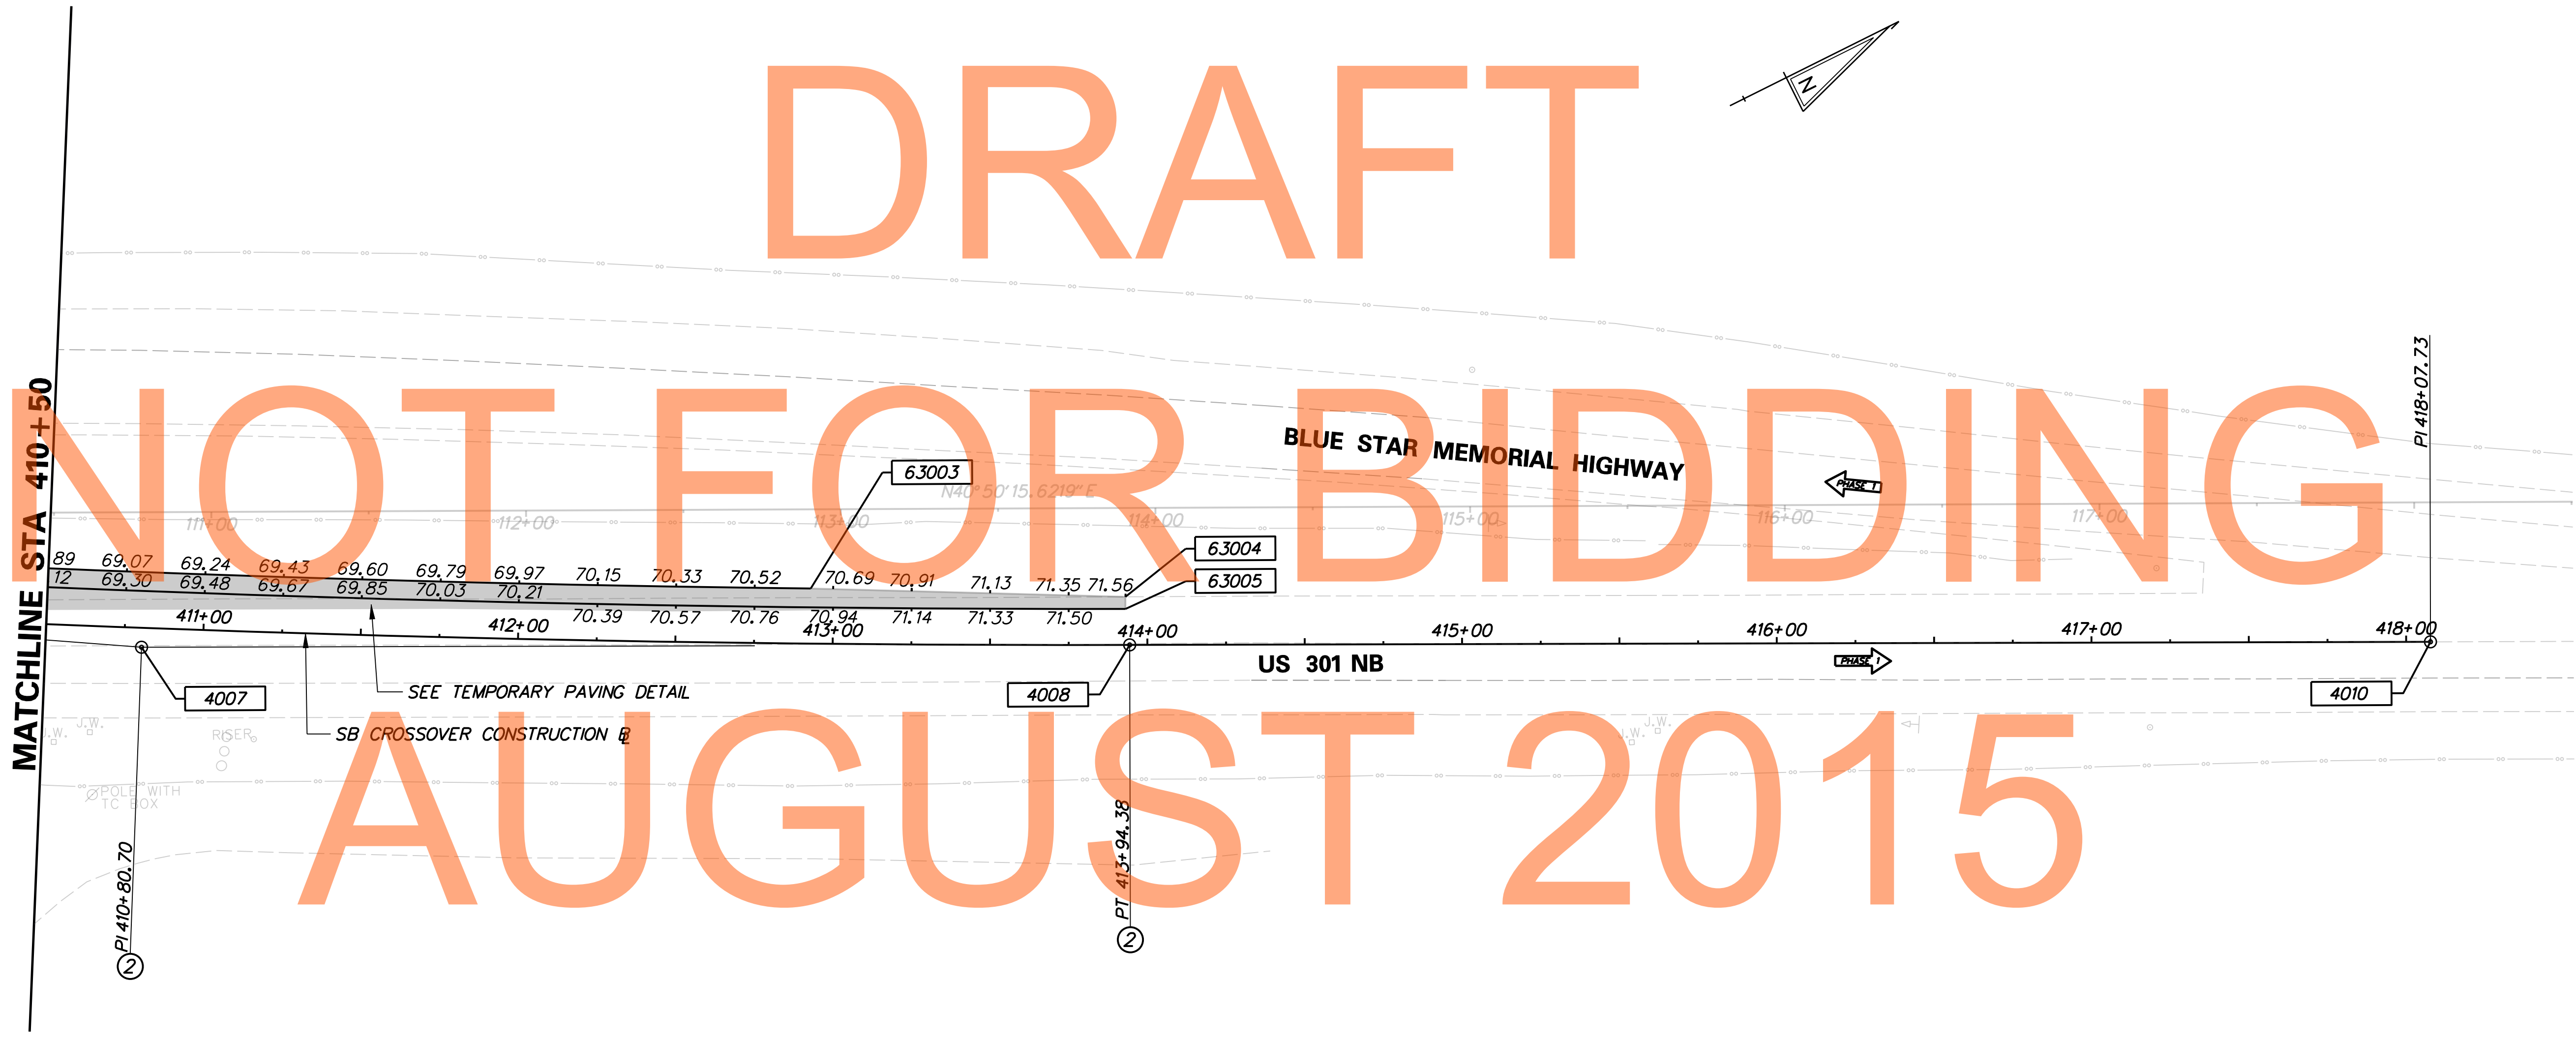 DRAFT
N
NOT FOR BIDDING
AUGUST 2015
MATCHLINE STA 410+50
PI 418+07.73
BLUE STAR MEMORIAL HIGHWAY
PHASE 1
63003
N40°50'15.6219"E
111+00 112+00 113+00 114+00 115+00 116+00 117+00
63004
63005
89 69.07 69.24 69.43 69.60 69.79 69.97 70.15 70.33 70.52 70.69 70.91 71.13 71.35 71.56
12 69.30 69.48 69.67 69.85 70.03 70.21 70.39 70.57 70.76 70.94 71.14 71.33 71.50
411+00 412+00 413+00 414+00 415+00 416+00 417+00 418+00
US 301 NB
PHASE 1
4007
4008
4010
SEE TEMPORARY PAVING DETAIL
SB CROSSOVER CONSTRUCTION BL
J.W.
J.W.
RISER
J.W.
J.W.
POLE WITH
TC BOX
PI 410+80.70
2
PT 413+94.38
2